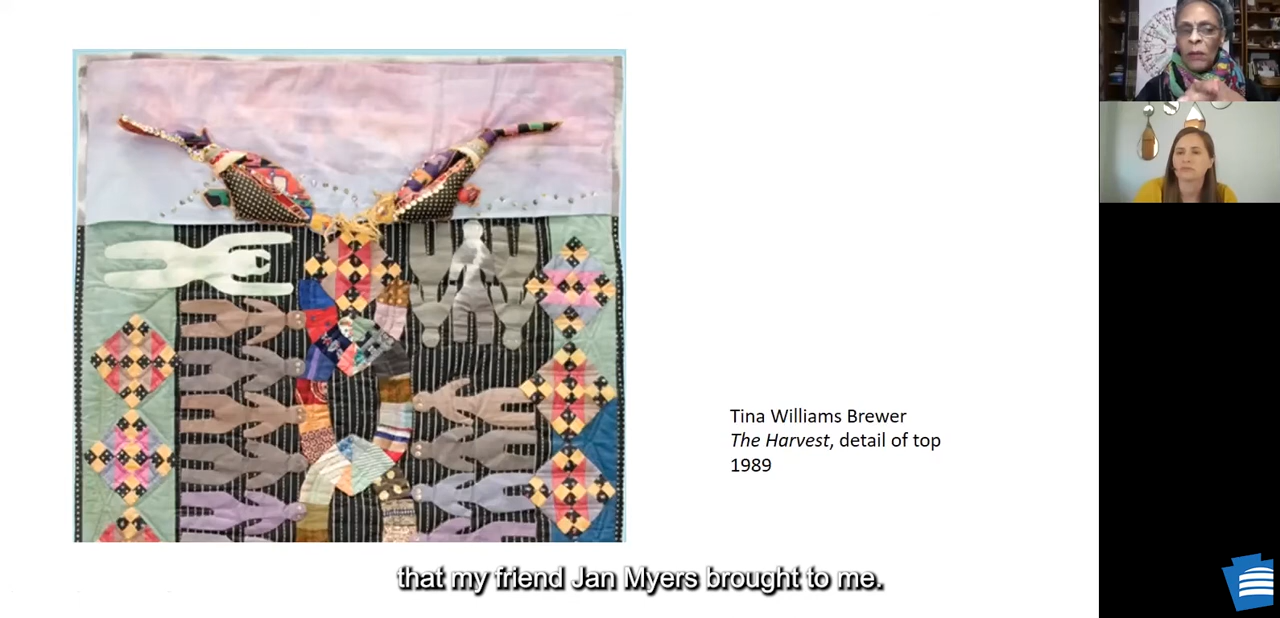 Tina Williams Brewer
The Harvest, detail of top
1989
that my friend Jan Myers brought to me.